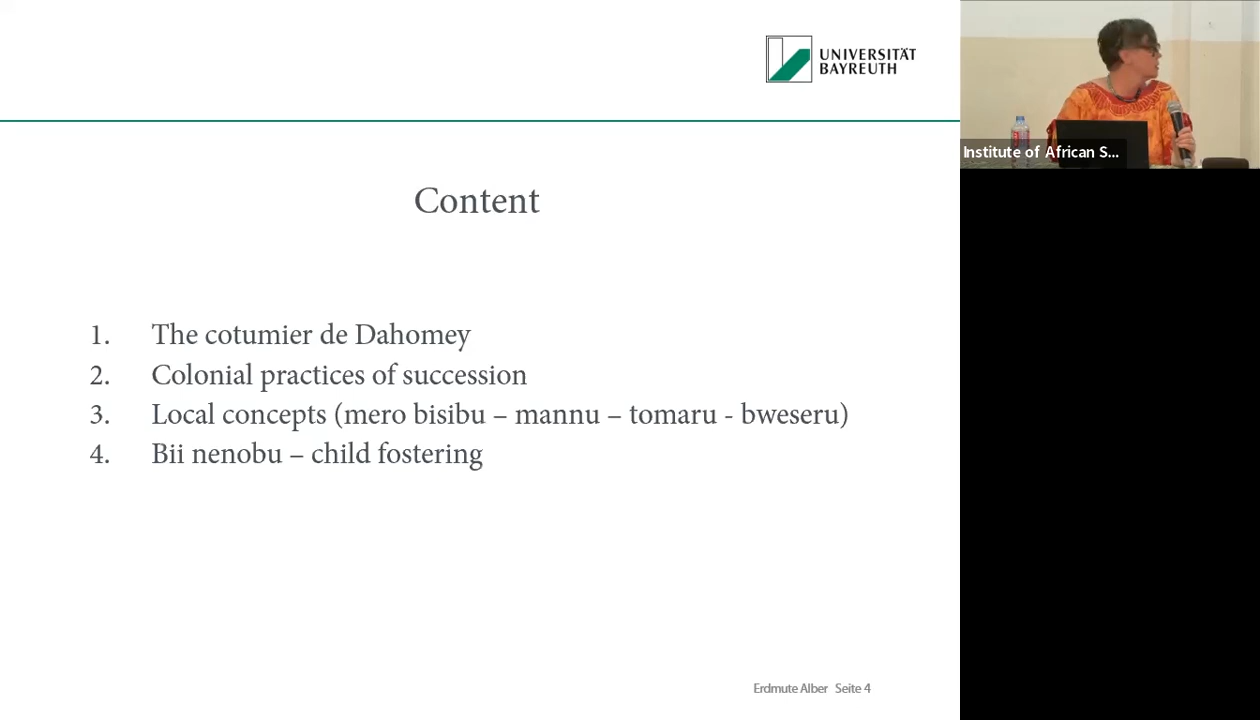 UNIVERSITÄT
BAYREUTH
Institute of African S...
Content
1. The cotumier de Dahomey
2. Colonial practices of succession
3. Local concepts (mero bisibu – mannu – tomaru - bweseru)
4. Bii nenobu – child fostering
Erdmute Alber Seite 4